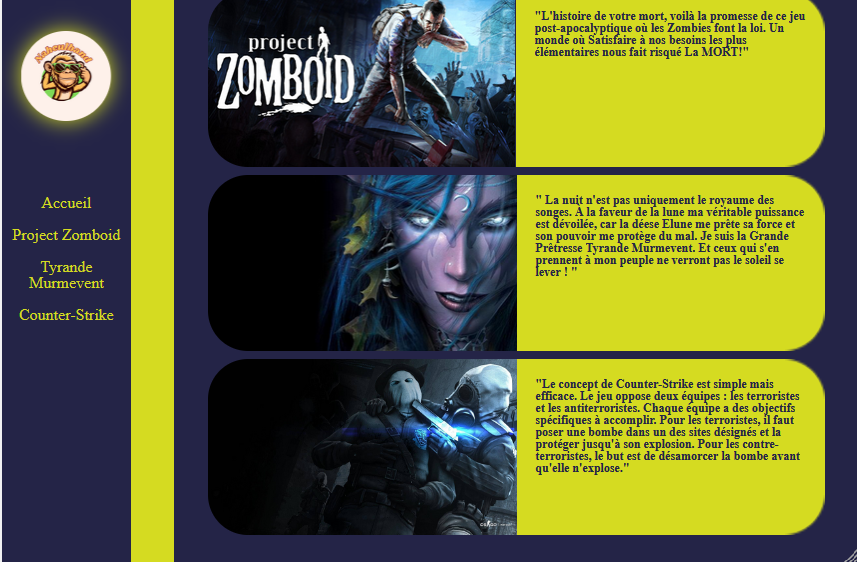 Accueil
Project Zomboid
Tyrande
Murmevent
Counter-Strike
project
ZOMBOID
"L'histoire de votre mort, voilà la promesse de ce jeu
post-apocalyptique où les Zombies font la loi. Un
monde où Satisfaire à nos besoins les plus
élémentaires nous fait risqué La MORT!"
" La nuit n'est pas uniquement le royaume des
songes. A la faveur de la lune ma véritable puissance
est dévoilée, car la déese Elune me prête sa force et
son pouvoir me protège du mal. Je suis la Grande
Prêtresse Tyrande Murmevent. Et ceux qui s'en
prennent à mon peuple ne verront pas le soleil se
lever ! "
"Le concept de Counter-Strike est simple mais
efficace. Le jeu oppose deux équipes : les terroristes
et les antiterroristes. Chaque équipe a des objectifs
spécifiques à accomplir. Pour les terroristes, il faut
poser une bombe dans un des sites désignés et la
protéger jusqu'à son explosion. Pour les contre-
terroristes, le but est de désamorcer la bombe avant
qu'elle n'explose."